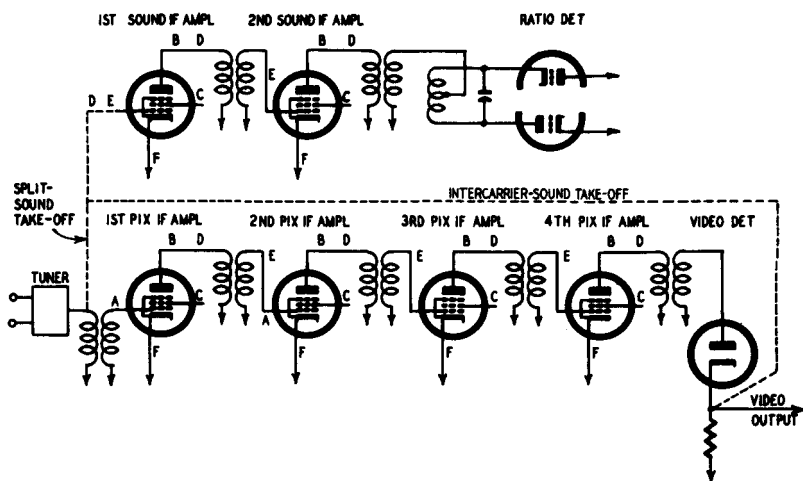 1ST SOUND IF AMPL 2ND SOUND IF AMPL RATIO DET
B D B D
E
D E C C
F F
SPLIT-
SOUND
TAKE-OFF
INTERCARRIER-SOUND TAKE-OFF
1ST PIX IF AMPL 2ND PIX IF AMPL 3RD PIX IF AMPL 4TH PIX IF AMPL VIDEO DET
B D B D B D B D
E E E
TUNER
A C C C C
A
F F F F
VIDEO
OUTPUT